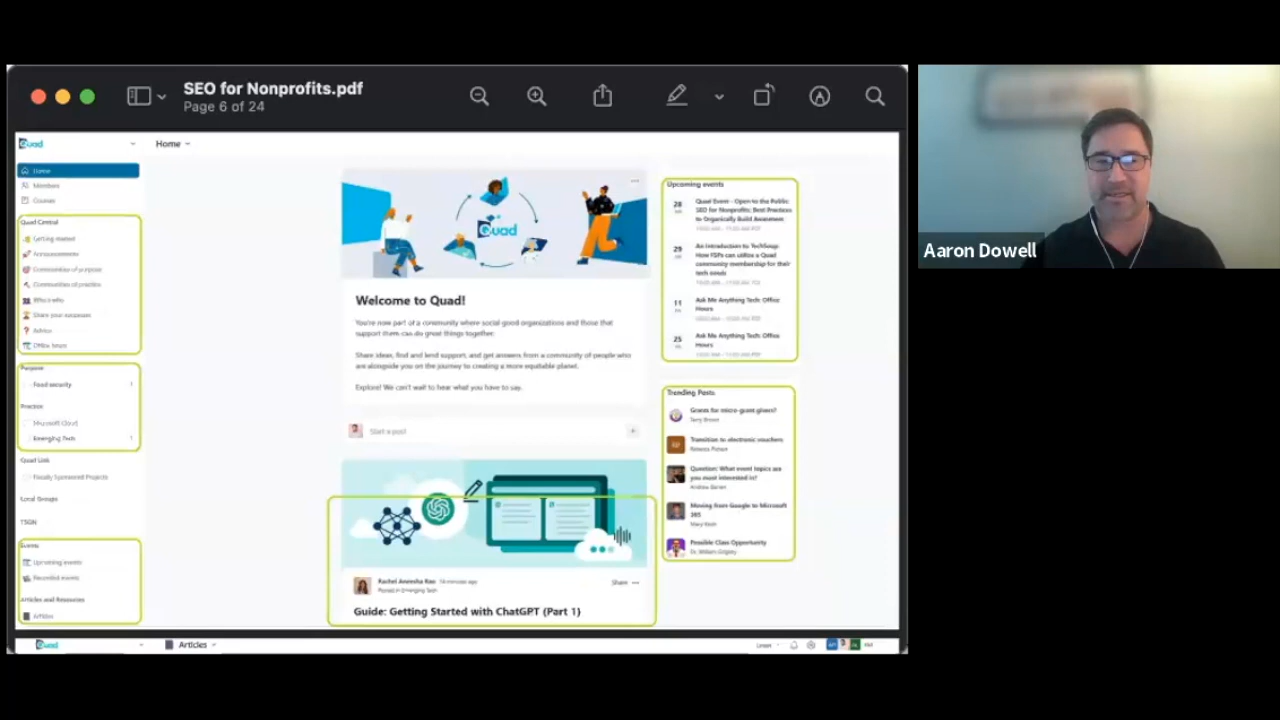 SEO for Nonprofits.pdf
Page 6 of 24
Quad
Home
Home
Members
Courses
Quad Central
Getting started
Announcements
Communities of purpose
Communities of practice
Who's who
Share your successes
Advice
Office hours
Purpose
Food security
Practice
Microsoft Cloud
Emerging Tech
Quad Link
Fiscally Sponsored Projects
Local Groups
TSGN
Events
Upcoming events
Recorded events
Articles and Resources
Articles
Quad
Welcome to Quad!
You're now part of a community where social good organizations and those that
support them can do great things together.
Share ideas, find and lend support, and get answers from a community of people who
are alongside you on the journey to creating a more equitable planet.
Explore! We can't wait to hear what you have to say.
Start a post
Rachel Anmisha Rao 16 minutes ago
Posted in Emerging Tech
Share
Guide: Getting Started with ChatGPT (Part 1)
Upcoming events
28
Quad Event - Open to the Public
SEO for Nonprofits: Best Practices
to Organically Build Awareness
29
An Introduction to TechSoup:
How FSPs can utilize a Quad
community membership for their
tech needs
11
Ask Me Anything Tech: Office
Hours
25
Ask Me Anything Tech: Office
Hours
Trending Posts
Grants for micro-grant givers?
Terry Brown
Transition to electronic vouchers
Question: What event topics are
you most interested in?
Moving from Google to Microsoft
365
Possible Class Opportunity
Quad
Articles
Aaron Dowell